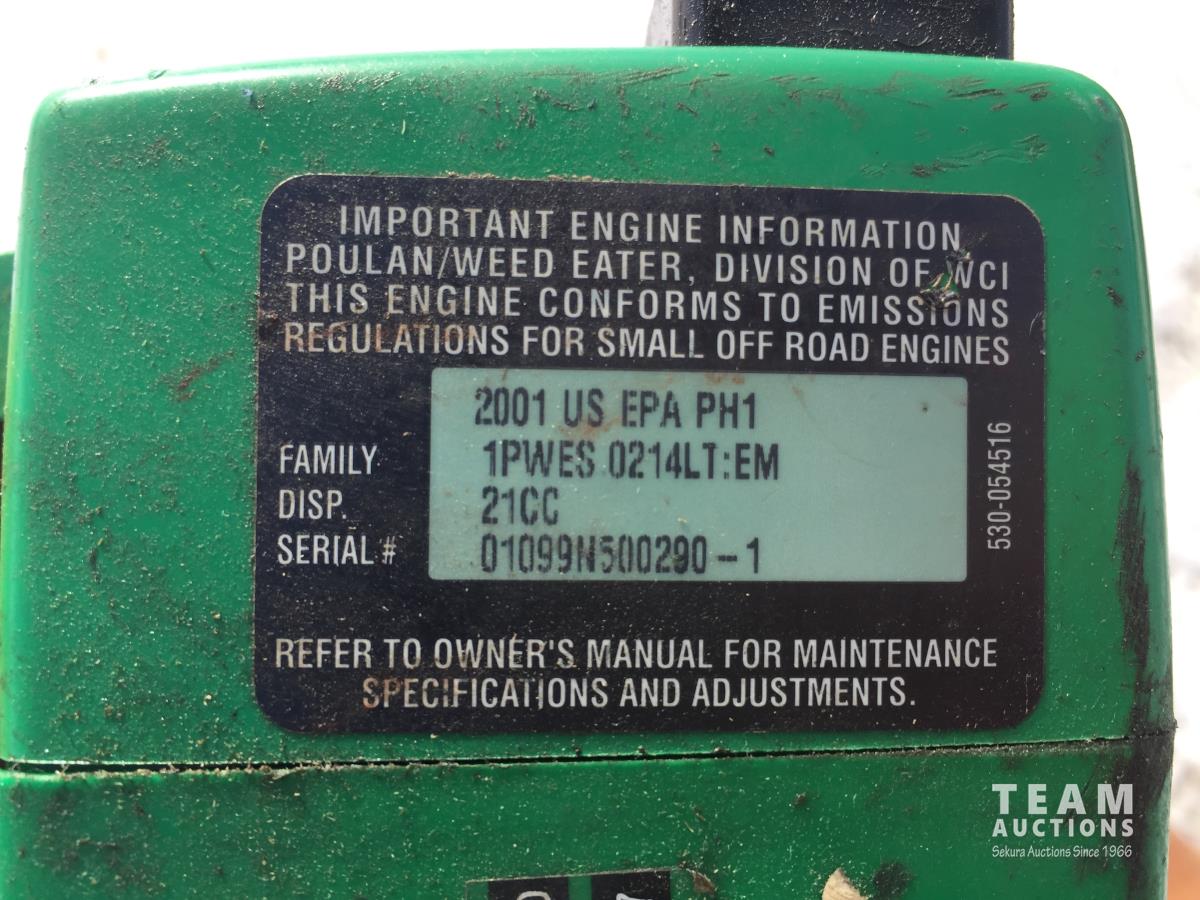 IMPORTANT ENGINE INFORMATION
POULAN/WEED EATER, DIVISION OF WCI
THIS ENGINE CONFORMS TO EMISSIONS
REGULATIONS FOR SMALL OFF ROAD ENGINES
2001 US EPA PH1
FAMILY 1PWES 0214LT:EM
DISP. 21CC
SERIAL # 01099N500290-1
530-054516
REFER TO OWNER'S MANUAL FOR MAINTENANCE
SPECIFICATIONS AND ADJUSTMENTS.
TEAM
AUCTIONS
Sekura Auctions Since 1966